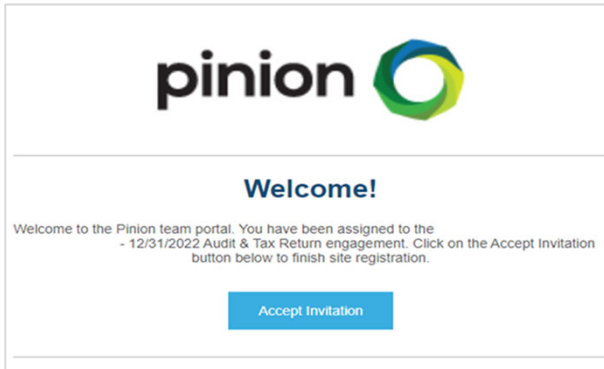 pinion
Welcome!
Welcome to the Pinion team portal. You have been assigned to the
- 12/31/2022 Audit & Tax Return engagement. Click on the Accept Invitation
button below to finish site registration.
Accept Invitation